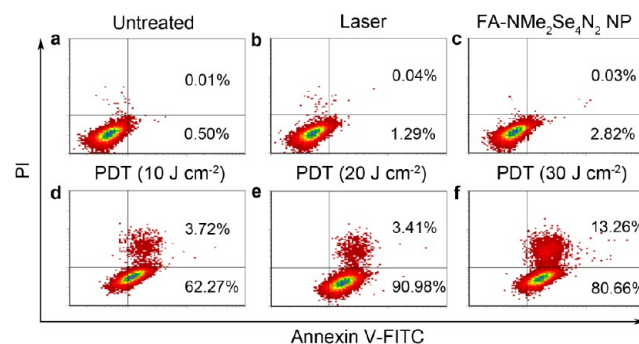 Untreated Laser FA-NMe₂Se₄N₂ NP
a b c
0.01% 0.04% 0.03%
0.50% 1.29% 2.82%
PDT (10 J cm⁻²) PDT (20 J cm⁻²) PDT (30 J cm⁻²)
d e f
3.72% 3.41% 13.26%
62.27% 90.98% 80.66%
PI
Annexin V-FITC